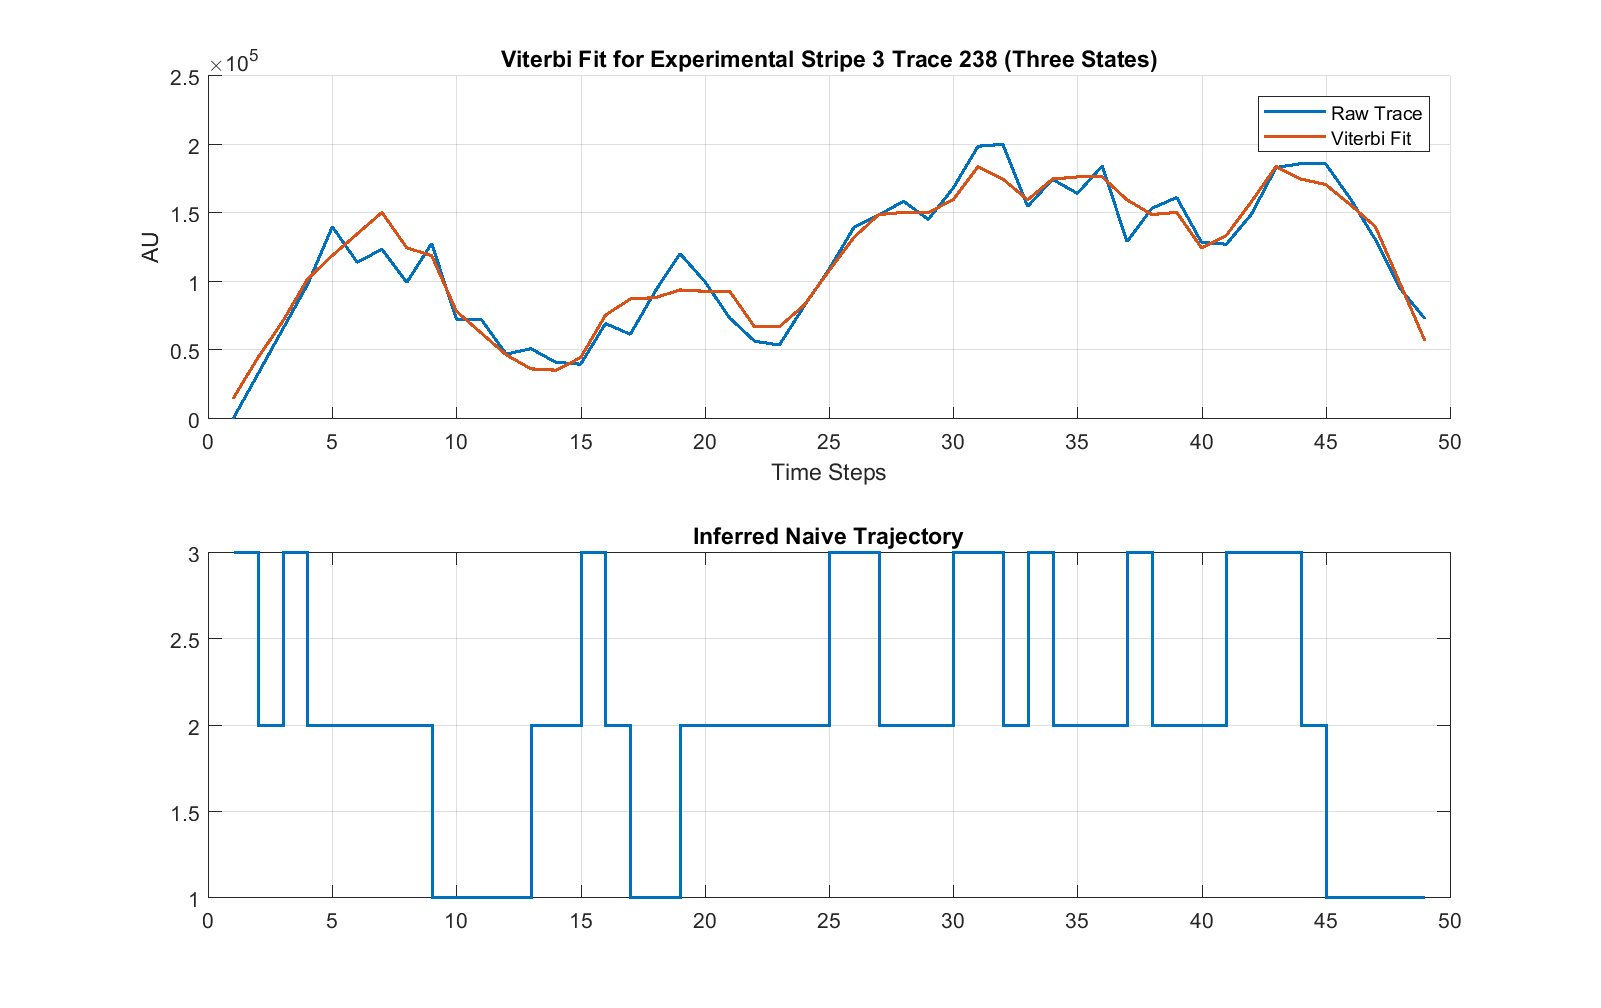 Viterbi Fit for Experimental Stripe 3 Trace 238 (Three States)
×10^5
2.5
2
1.5
1
0.5
0
AU
Raw Trace
Viterbi Fit
0 5 10 15 20 25 30 35 40 45 50
Time Steps
Inferred Naive Trajectory
3
2.5
2
1.5
1
0 5 10 15 20 25 30 35 40 45 50